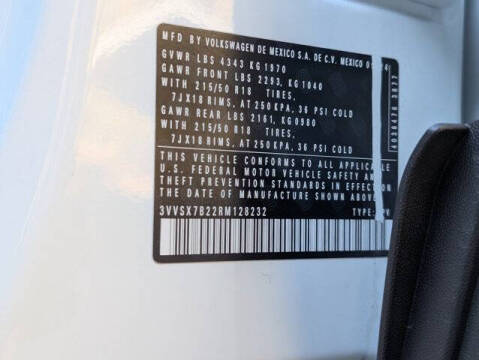 MFD BY VOLKSWAGEN DE MEXICO S.A. DE C.V. MEXICO
GVWR LBS 4343 KG 1970
GAWR FRONT LBS 2293, KG 1040
WITH 215/50 R18 TIRES,
7JX18 RIMS, AT 250 KPA, 36 PSI COLD
GAWR REAR LBS 2161, KG 0980
WITH 215/50 R18 TIRES,
7JX18 RIMS, AT 250 KPA, 36 PSI COLD
THIS VEHICLE CONFORMS TO ALL APPLICABLE
U.S. FEDERAL MOTOR VEHICLE SAFETY AND
THEFT PREVENTION STANDARDS IN EFFECT ON
THE DATE OF MANUFACTURE SHOWN ABOVE
3VVSX7B22RM128232 TYPE:
4036478 3877